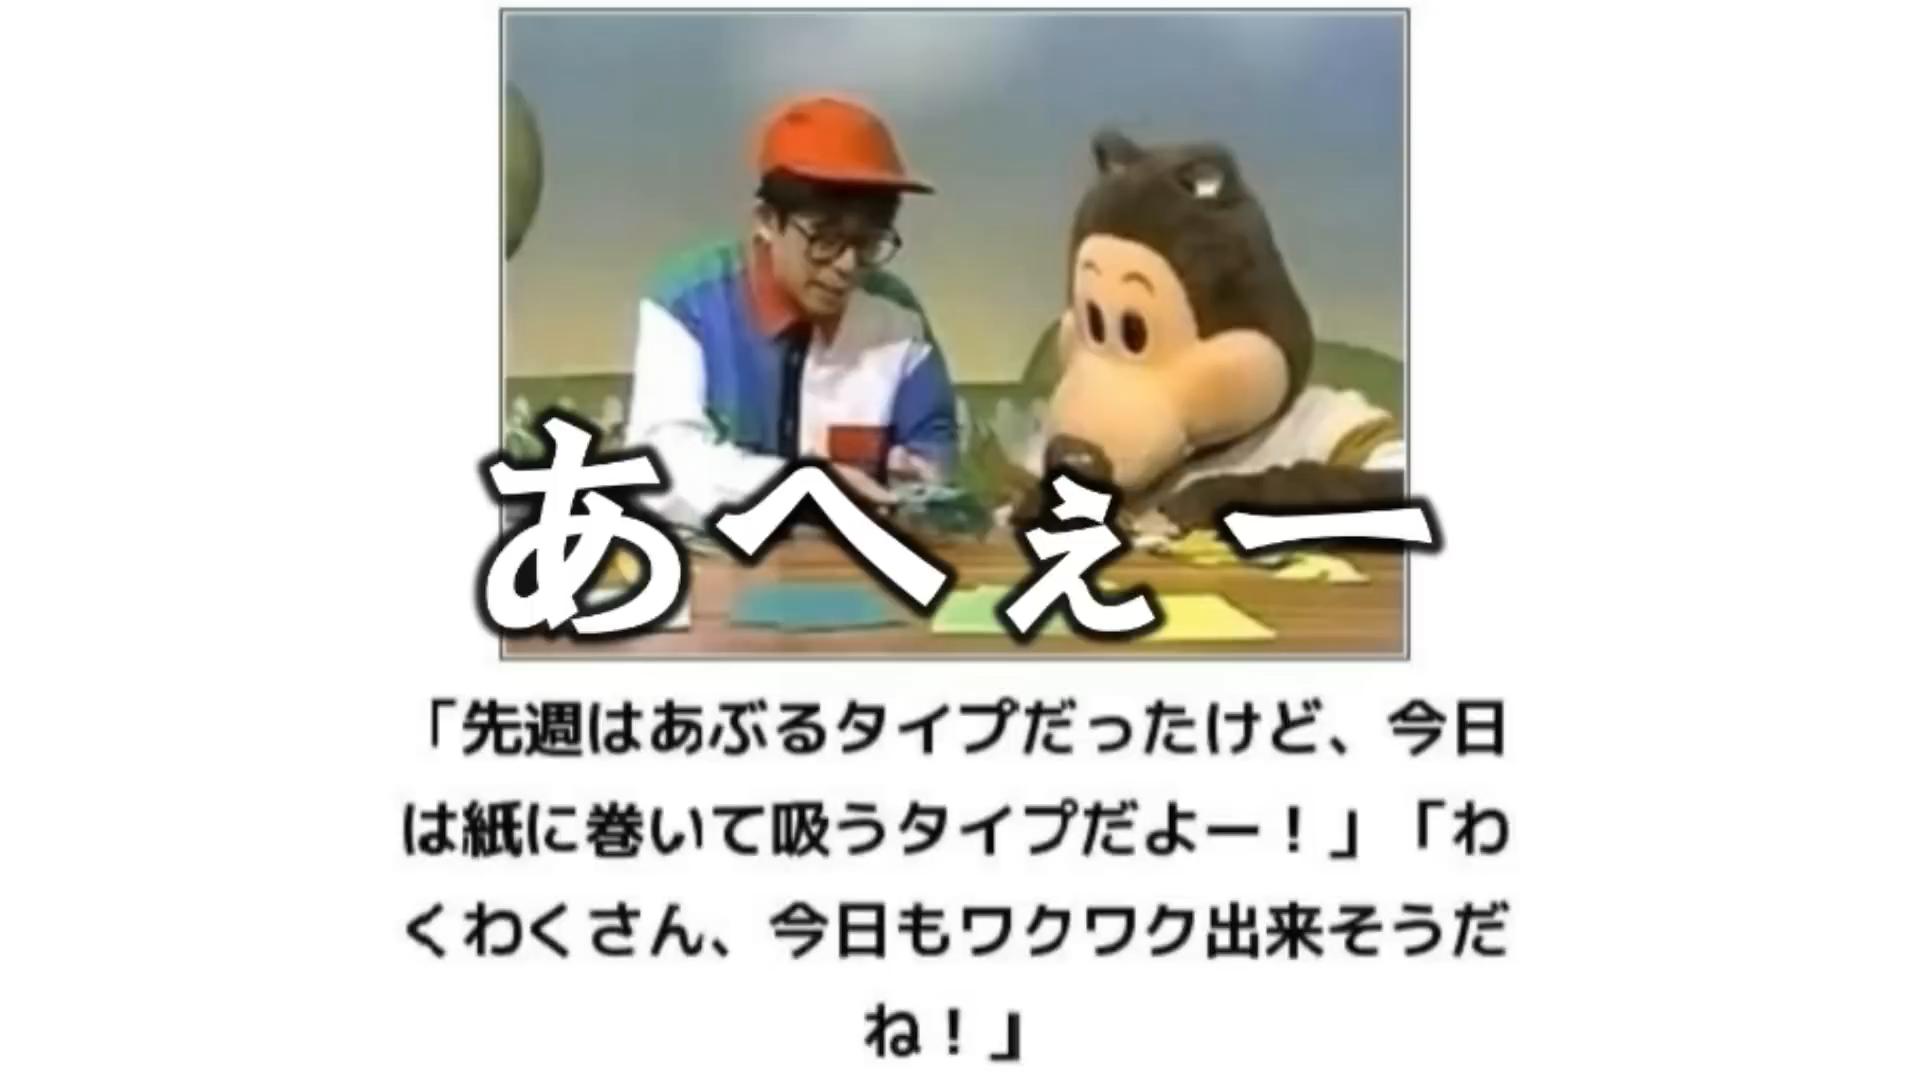 あへぇー
「先週はあぶるタイプだったけど、今日
は紙に巻いて吸うタイプだよー！」「わ
くわくさん、今日もワクワク出来そうだ
ね！」